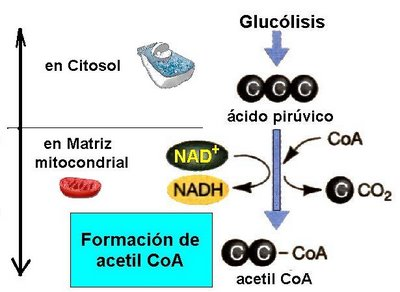 Glucólisis
en Citosol
C C C
ácido pirúvico
en Matriz
mitocondrial
CoA
NAD+
NADH
C CO2
Formación de
acetil CoA
C C - CoA
acetil CoA